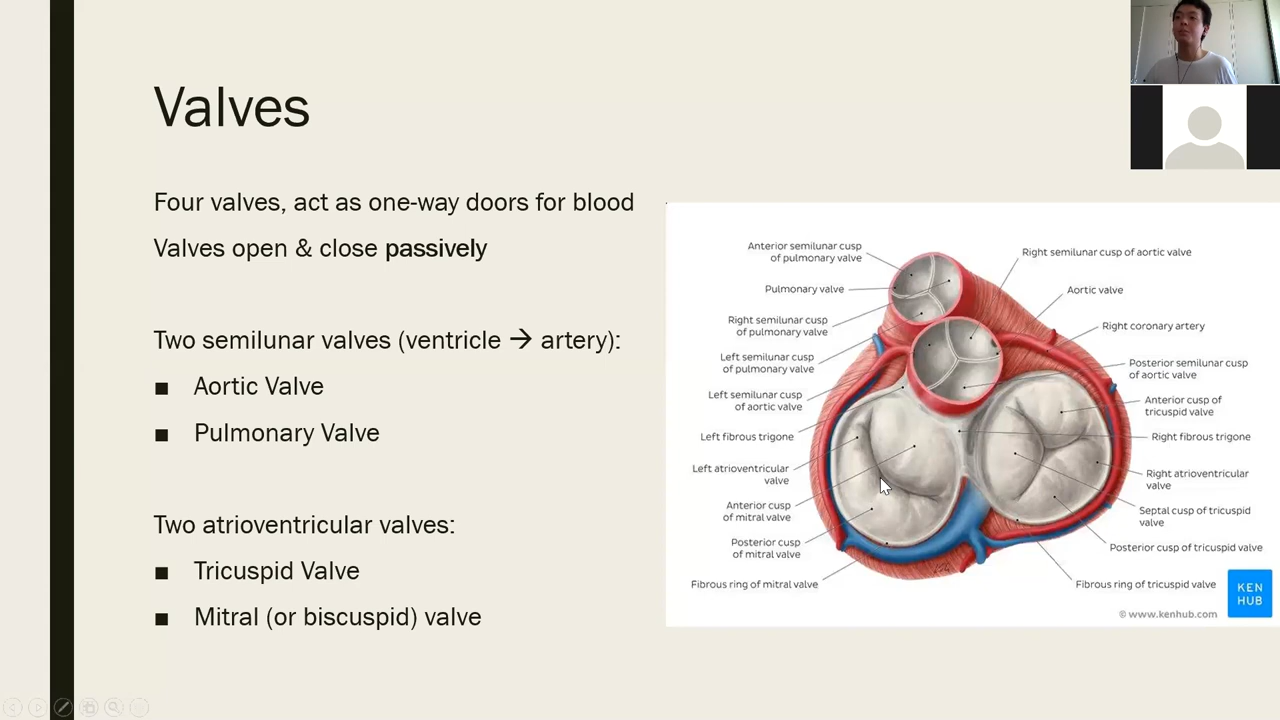 Valves
Four valves, act as one-way doors for blood
Valves open & close passively
Two semilunar valves (ventricle → artery):
■ Aortic Valve
■ Pulmonary Valve
Two atrioventricular valves:
■ Tricuspid Valve
■ Mitral (or biscuspid) valve
Anterior semilunar cusp
of pulmonary valve
Pulmonary valve
Right semilunar cusp
of pulmonary valve
Left semilunar cusp
of pulmonary valve
Left semilunar cusp
of aortic valve
Left fibrous trigone
Left atrioventricular
valve
Anterior cusp
of mitral valve
Posterior cusp
of mitral valve
Fibrous ring of mitral valve
Right semilunar cusp of aortic valve
Aortic valve
Right coronary artery
Posterior semilunar cusp
of aortic valve
Anterior cusp of
tricuspid valve
Right fibrous trigone
Right atrioventricular
valve
Septal cusp of tricuspid
valve
Posterior cusp of tricuspid valve
Fibrous ring of tricuspid valve
KEN
HUB
© www.kenhub.com